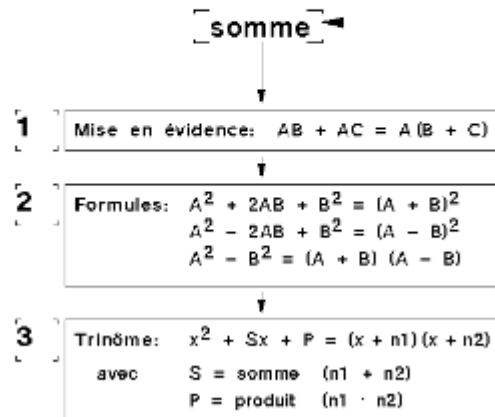 somme
1 Mise en évidence: AB + AC = A(B + C)
2 Formules: A² + 2AB + B² = (A + B)²
A² - 2AB + B² = (A - B)²
A² - B² = (A + B) (A - B)
3 Trinôme: x² + Sx + P = (x + n1)(x + n2)
avec S = somme (n1 + n2)
P = produit (n1 · n2)